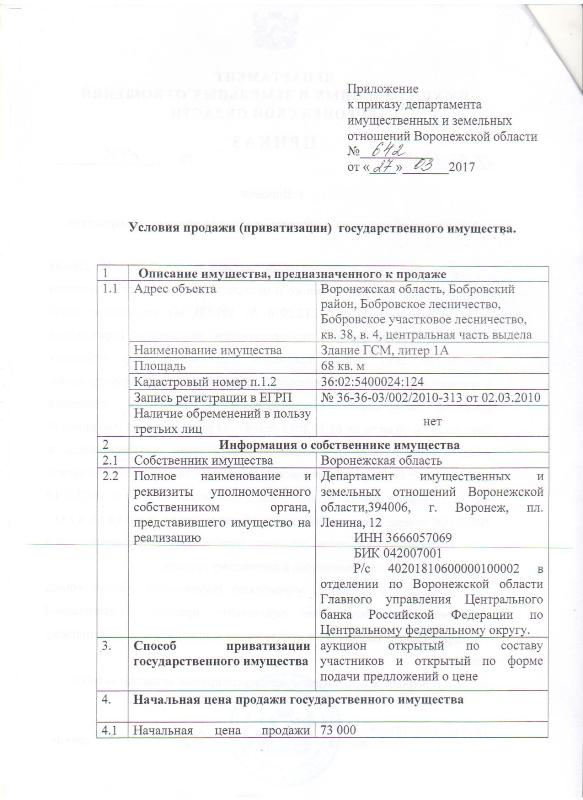 Приложение
к приказу департамента
имущественных и земельных
отношений Воронежской области
№ 642
от « 27 » 03 2017
Условия продажи (приватизации) государственного имущества.
1 Описание имущества, предназначенного к продаже
1.1 Адрес объекта Воронежская область, Бобровский
район, Бобровское лесничество,
Бобровское участковое лесничество,
кв. 38, в. 4, центральная часть выдела
Наименование имущества Здание ГСМ, литер 1А
Площадь 68 кв. м
Кадастровый номер п.1.2 36:02:5400024:124
Запись регистрации в ЕГРП № 36-36-03/002/2010-313 от 02.03.2010
Наличие обременений в пользу
третьих лиц нет
2 Информация о собственнике имущества
2.1 Собственник имущества Воронежская область
2.2 Полное наименование и
реквизиты уполномоченного
собственником органа,
представившего имущество на
реализацию
Департамент имущественных и
земельных отношений Воронежской
области,394006, г. Воронеж, пл.
Ленина, 12
ИНН 3666057069
БИК 042007001
Р/с 40201810600000100002 в
отделении по Воронежской области
Главного управления Центрального
банка Российской Федерации по
Центральному федеральному округу.
3. Способ приватизации
государственного имущества
аукцион открытый по составу
участников и открытый по форме
подачи предложений о цене
4. Начальная цена продажи государственного имущества
4.1 Начальная цена продажи 73 000